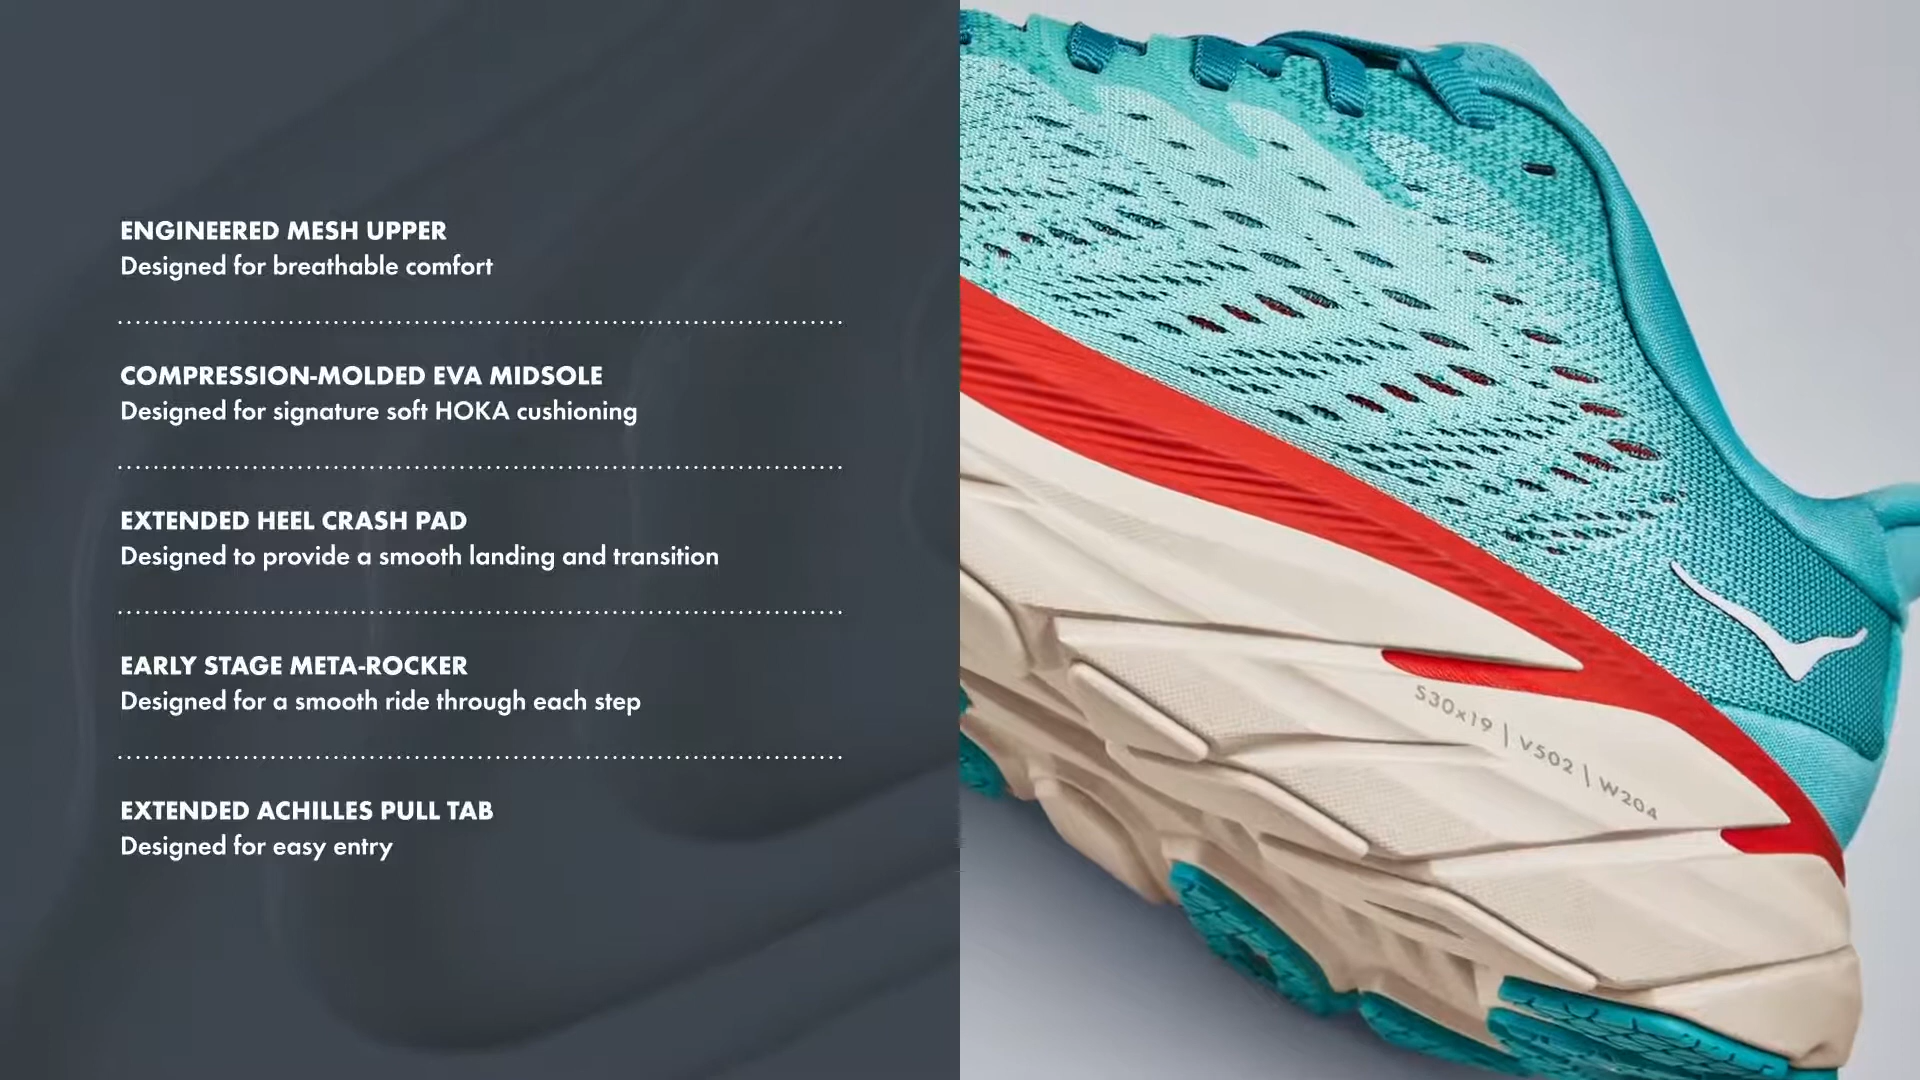 ENGINEERED MESH UPPER
Designed for breathable comfort
COMPRESSION-MOLDED EVA MIDSOLE
Designed for signature soft HOKA cushioning
EXTENDED HEEL CRASH PAD
Designed to provide a smooth landing and transition
EARLY STAGE META-ROCKER
Designed for a smooth ride through each step
EXTENDED ACHILLES PULL TAB
Designed for easy entry
S30x19 | V502 | W204